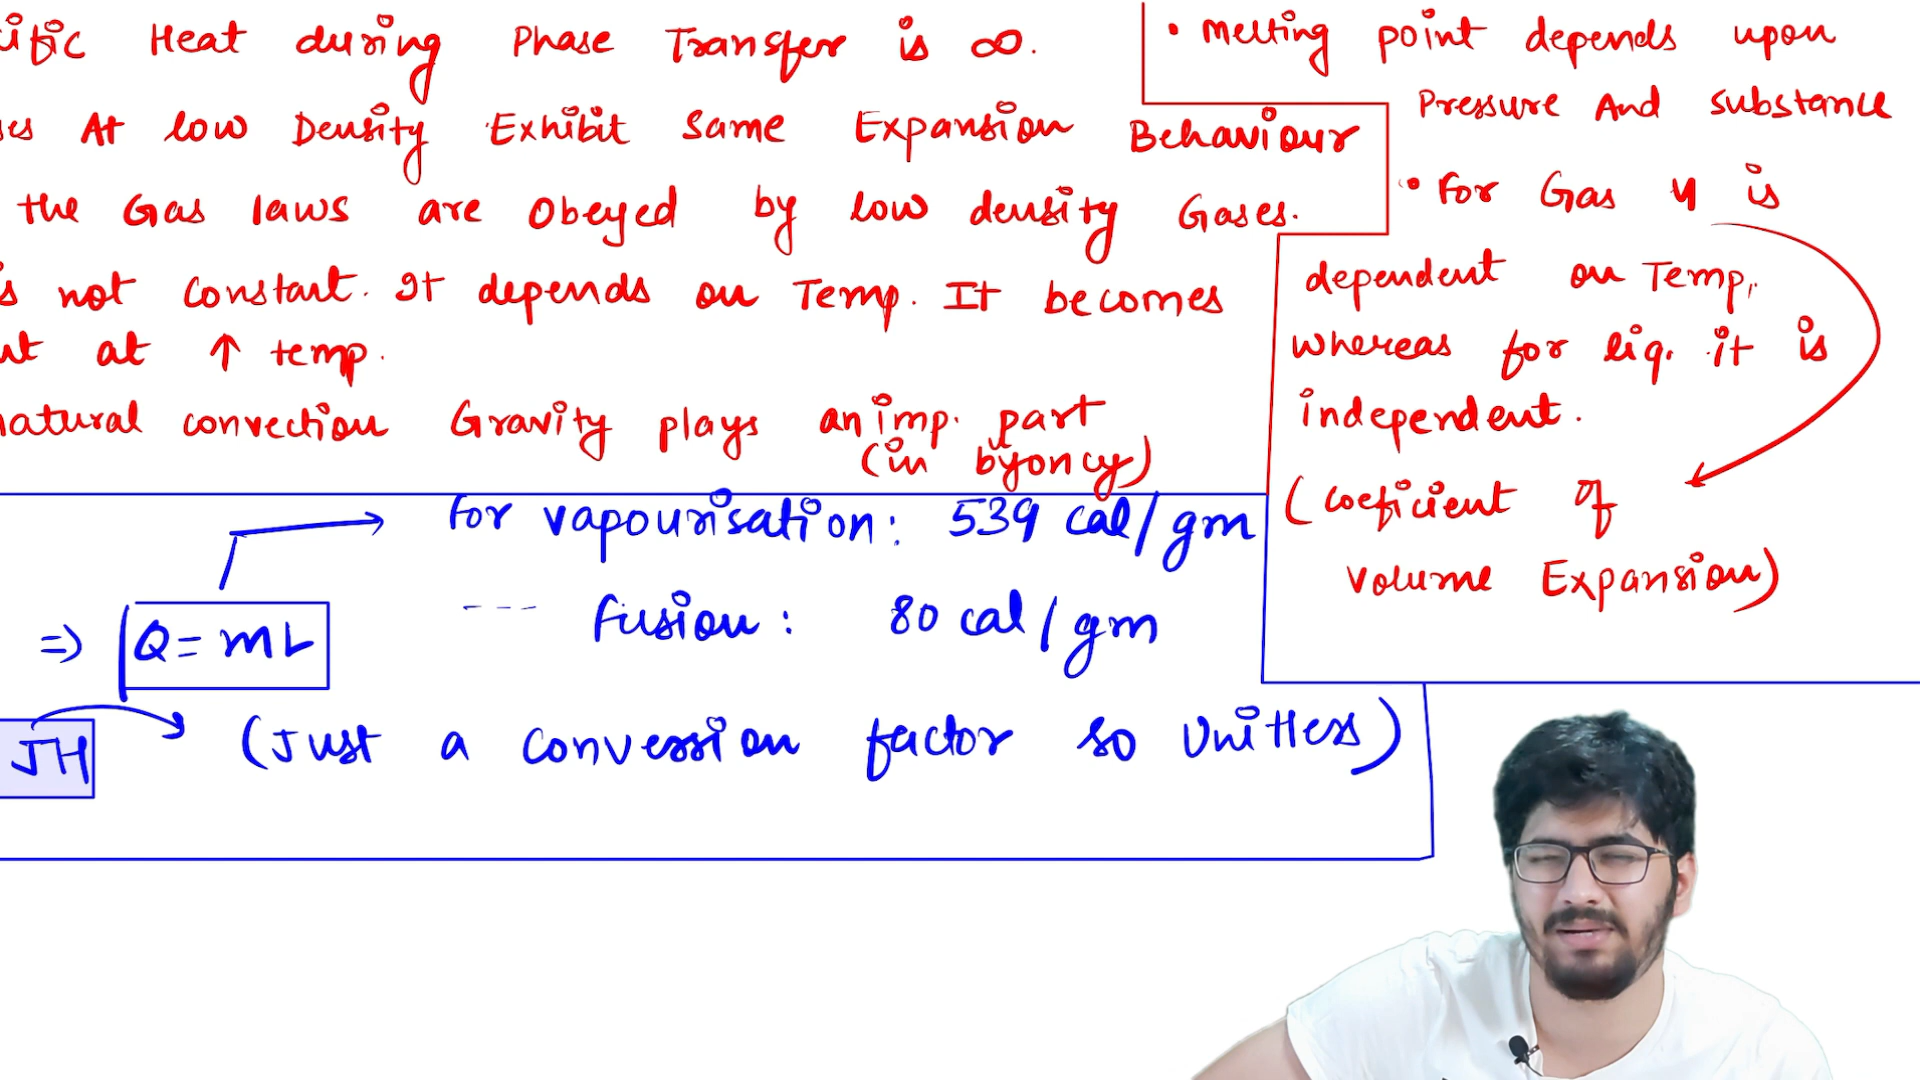 ific Heat during Phase Transfer is ∞.
es At low Density Exhibit same Expansion Behaviour
the Gas laws are obeyed by low density Gases.
s not constant. It depends on Temp. It becomes
nt at ↑ temp.
natural convection Gravity plays an imp. part
(in byoncy)
• Melting point depends upon
Pressure And substance
• For Gas γ is
dependent on Temp,
whereas for liq. it is
independent.
(coeficient of
volume Expansion)
for vapourisation: 539 cal/gm
--- fusion: 80 cal/gm
⇒ Q = mL
JH (Just a conversion factor so Unitless)